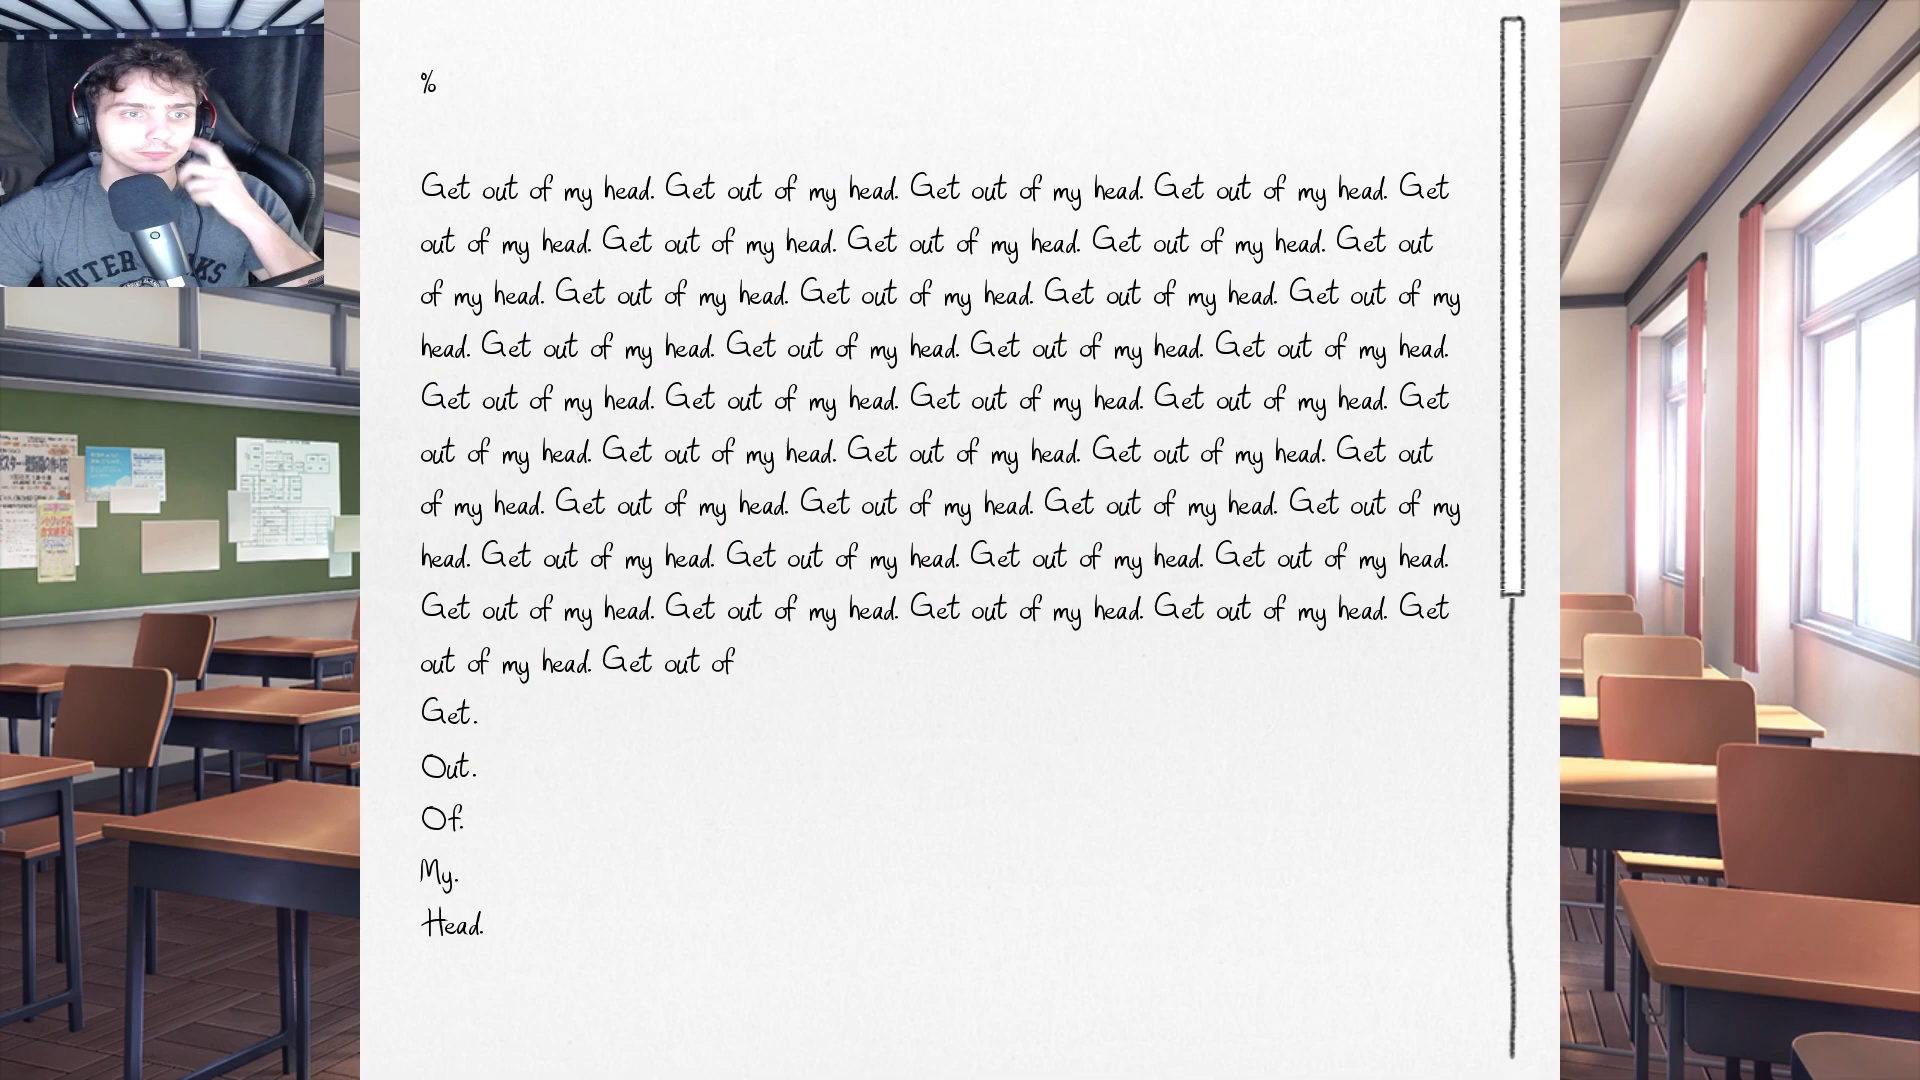 %
Get out of my head. Get out of my head. Get out of my head. Get out of my head. Get
out of my head. Get out of my head. Get out of my head. Get out of my head. Get out
of my head. Get out of my head. Get out of my head. Get out of my head. Get out of my
head. Get out of my head. Get out of my head. Get out of my head. Get out of my head.
Get out of my head. Get out of my head. Get out of my head. Get out of my head. Get
out of my head. Get out of my head. Get out of my head. Get out of my head. Get out
of my head. Get out of my head. Get out of my head. Get out of my head. Get out of my
head. Get out of my head. Get out of my head. Get out of my head. Get out of my head.
Get out of my head. Get out of my head. Get out of my head. Get out of my head. Get
out of my head. Get out of
Get.
Out.
Of.
My.
Head.